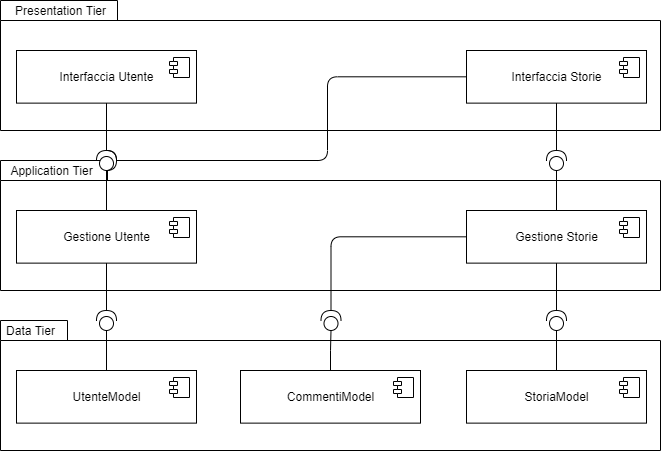 Presentation Tier
Interfaccia Utente
Interfaccia Storie
Application Tier
Gestione Utente
Gestione Storie
Data Tier
UtenteModel
CommentiModel
StoriaModel